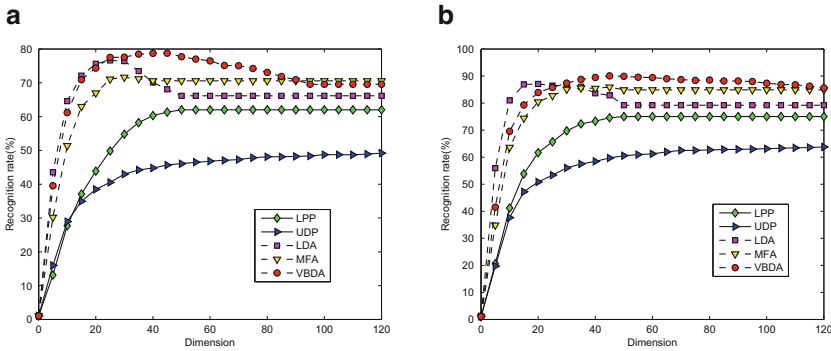 a
80
70
60
50
40
30
20
10
0
Recognition rate(%)
0 20 40 60 80 100 120
Dimension
LPP
UDP
LDA
MFA
VBDA
b
100
90
80
70
60
50
40
30
20
10
0
Recognition rate(%)
0 20 40 60 80 100 120
Dimension
LPP
UDP
LDA
MFA
VBDA